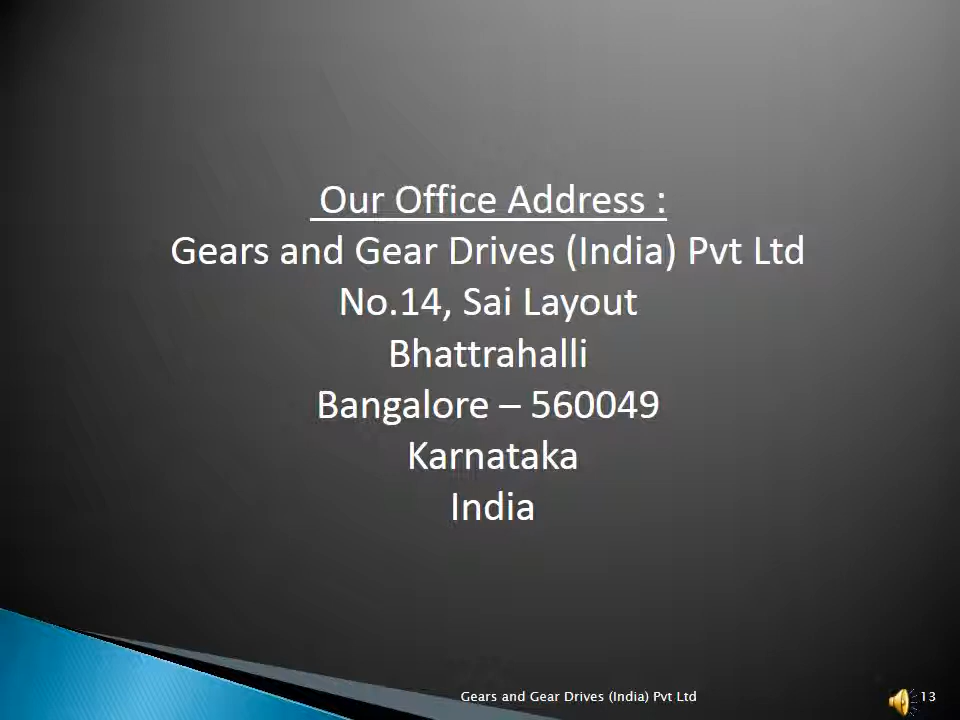 Our Office Address :
Gears and Gear Drives (India) Pvt Ltd
No.14, Sai Layout
Bhattrahalli
Bangalore – 560049
Karnataka
India
Gears and Gear Drives (India) Pvt Ltd
13